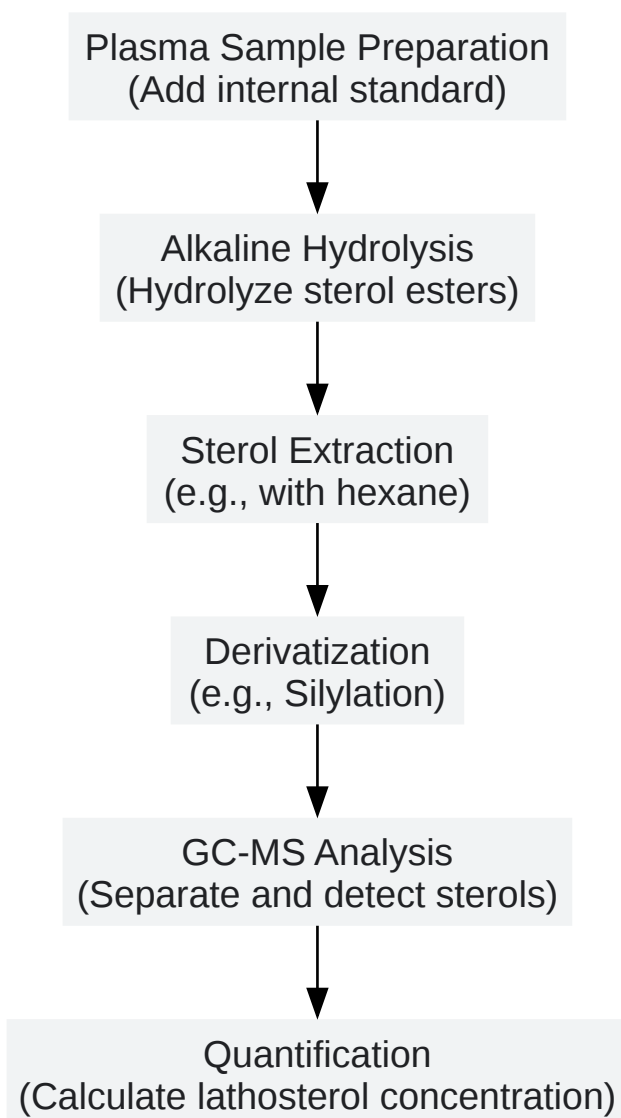 Plasma Sample Preparation
(Add internal standard)
Alkaline Hydrolysis
(Hydrolyze sterol esters)
Sterol Extraction
(e.g., with hexane)
Derivatization
(e.g., Silylation)
GC-MS Analysis
(Separate and detect sterols)
Quantification
(Calculate lathosterol concentration)